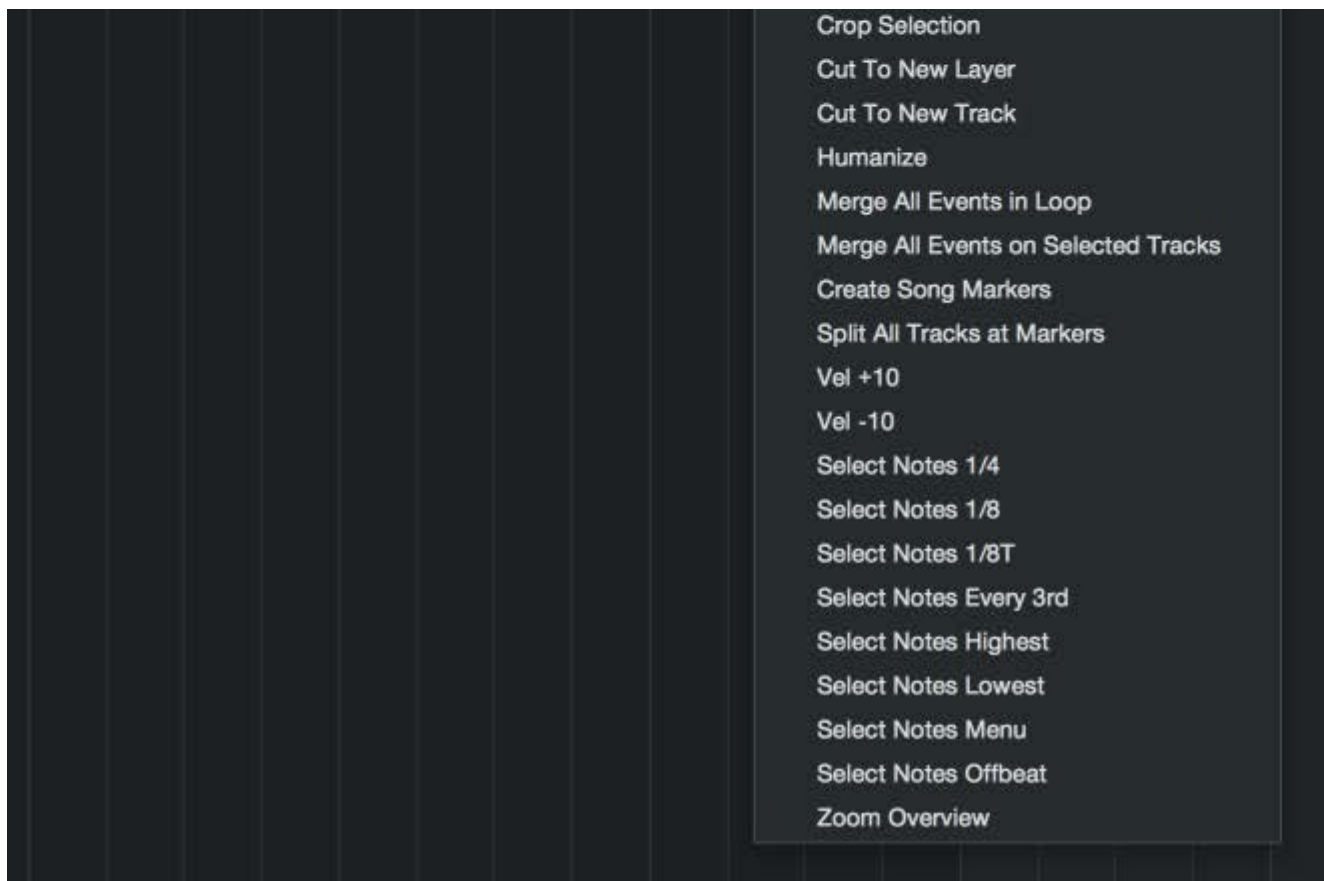 Crop Selection
Cut To New Layer
Cut To New Track
Humanize
Merge All Events in Loop
Merge All Events on Selected Tracks
Create Song Markers
Split All Tracks at Markers
Vel +10
Vel -10
Select Notes 1/4
Select Notes 1/8
Select Notes 1/8T
Select Notes Every 3rd
Select Notes Highest
Select Notes Lowest
Select Notes Menu
Select Notes Offbeat
Zoom Overview